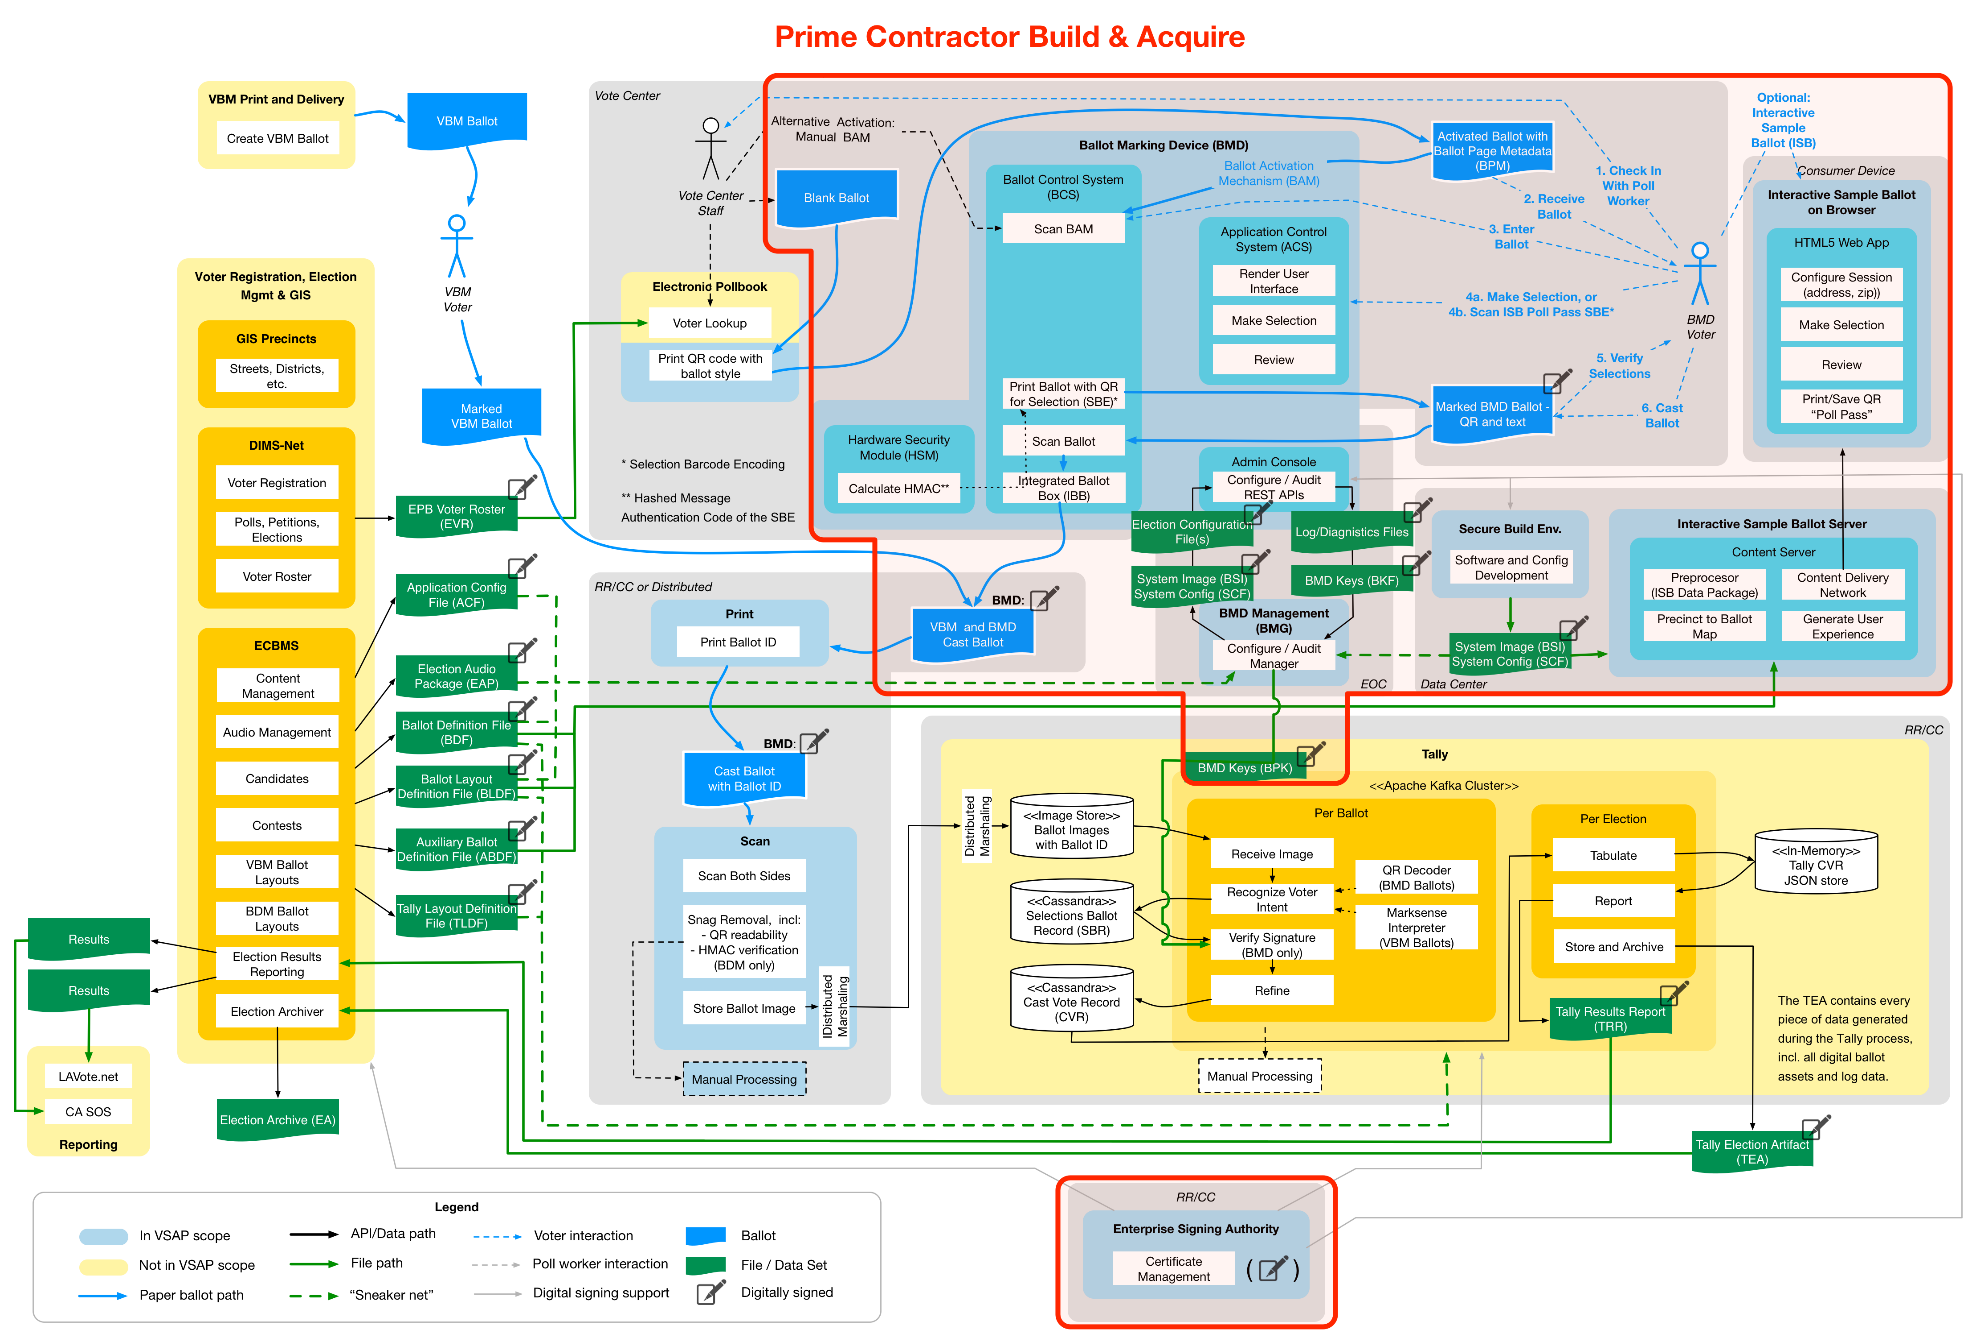 Prime Contractor Build & Acquire
VBM Print and Delivery
Create VBM Ballot
VBM Ballot
VBM
Voter
Marked
VBM Ballot
Voter Registration, Election
Mgmt & GIS
GIS Precincts
Streets, Districts,
etc.
DIMS-Net
Voter Registration
Polls, Petitions,
Elections
Voter Roster
ECBMS
Content
Management
Audio Management
Candidates
Contests
VBM Ballot
Layouts
BDM Ballot
Layouts
Election Results
Reporting
Election Archiver
EPB Voter Roster
(EVR)
Application Config
File (ACF)
Election Audio
Package (EAP)
Ballot Definition File
(BDF)
Ballot Layout
Definition File (BLDF)
Auxiliary Ballot
Definition File (ABDF)
Tally Layout Definition
File (TLDF)
Results
Results
LAVote.net
CA SOS
Reporting
Election Archive (EA)
Vote Center
Vote Center
Staff
Alternative Activation:
Manual BAM
Blank Ballot
Electronic Pollbook
Voter Lookup
Print QR code with
ballot style
* Selection Barcode Encoding
** Hashed Message
Authentication Code of the SBE
Ballot Marking Device (BMD)
Ballot Control System
(BCS)
Scan BAM
Ballot Activation
Mechanism (BAM)
Application Control
System (ACS)
Render User
Interface
Make Selection
Review
Print Ballot with QR
for Selection (SBE)*
Scan Ballot
Integrated Ballot
Box (IBB)
Hardware Security
Module (HSM)
Calculate HMAC**
Admin Console
Configure / Audit
REST APIs
Activated Ballot with
Ballot Page Metadata
(BPM)
Marked BMD Ballot -
QR and text
1. Check In
With Poll
Worker
2. Receive
Ballot
3. Enter
Ballot
4a. Make Selection, or
4b. Scan ISB Poll Pass SBE*
5. Verify
Selections
6. Cast
Ballot
BMD
Voter
Optional:
Interactive
Sample
Ballot (ISB)
Consumer Device
Interactive Sample Ballot
on Browser
HTML5 Web App
Configure Session
(address, zip))
Make Selection
Review
Print/Save QR
“Poll Pass”
Election Configuration
File(s)
Log/Diagnostics Files
System Image (BSI)
System Config (SCF)
BMD Keys (BKF)
BMD Management
(BMG)
Configure / Audit
Manager
EOC
Secure Build Env.
Software and Config
Development
System Image (BSI)
System Config (SCF)
Data Center
Interactive Sample Ballot Server
Content Server
Preprocesor
(ISB Data Package)
Content Delivery
Network
Precinct to Ballot
Map
Generate User
Experience
RR/CC or Distributed
Print
Print Ballot ID
BMD:
VBM and BMD
Cast Ballot
BMD:
Cast Ballot
with Ballot ID
Scan
Scan Both Sides
Snag Removal, incl:
- QR readability
- HMAC verification
(BDM only)
Store Ballot Image
IDistributed
Marshaling
Manual Processing
RR/CC
Tally
BMD Keys (BPK)
<<Apache Kafka Cluster>>
Distributed
Marshaling
<<Image Store>>
Ballot Images
with Ballot ID
<<Cassandra>>
Selections Ballot
Record (SBR)
<<Cassandra>>
Cast Vote Record
(CVR)
Per Ballot
Receive Image
Recognize Voter
Intent
Verify Signature
(BMD only)
Refine
QR Decoder
(BMD Ballots)
Marksense
Interpreter
(VBM Ballots)
Manual Processing
Per Election
Tabulate
Report
Store and Archive
<<In-Memory>>
Tally CVR
JSON store
Tally Results Report
(TRR)
The TEA contains every
piece of data generated
during the Tally process,
incl. all digital ballot
assets and log data.
Tally Election Artifact
(TEA)
RR/CC
Enterprise Signing Authority
Certificate
Management
( )
Legend
In VSAP scope
Not in VSAP scope
Paper ballot path
API/Data path
File path
“Sneaker net”
Voter interaction
Poll worker interaction
Digital signing support
Ballot
File / Data Set
Digitally signed